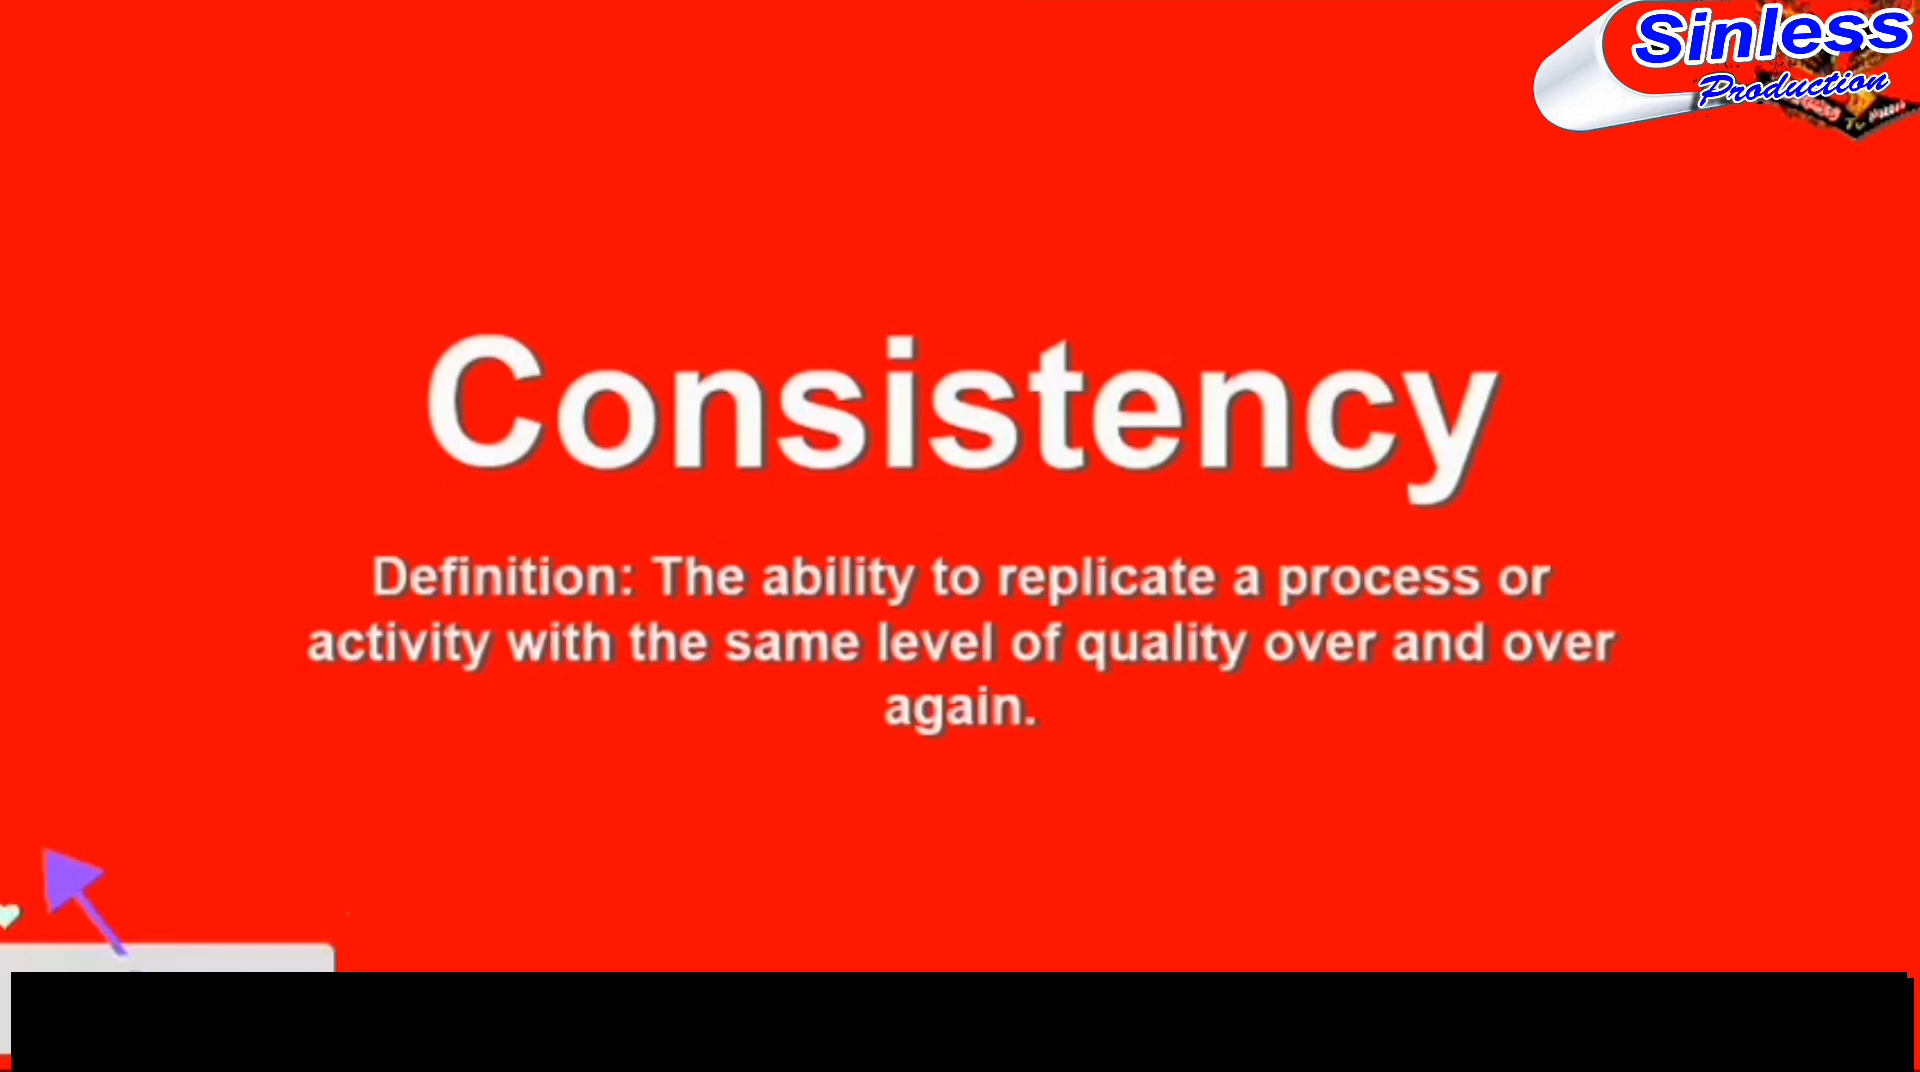 Sinless
Production
Consistency
Definition: The ability to replicate a process or
activity with the same level of quality over and over
again.